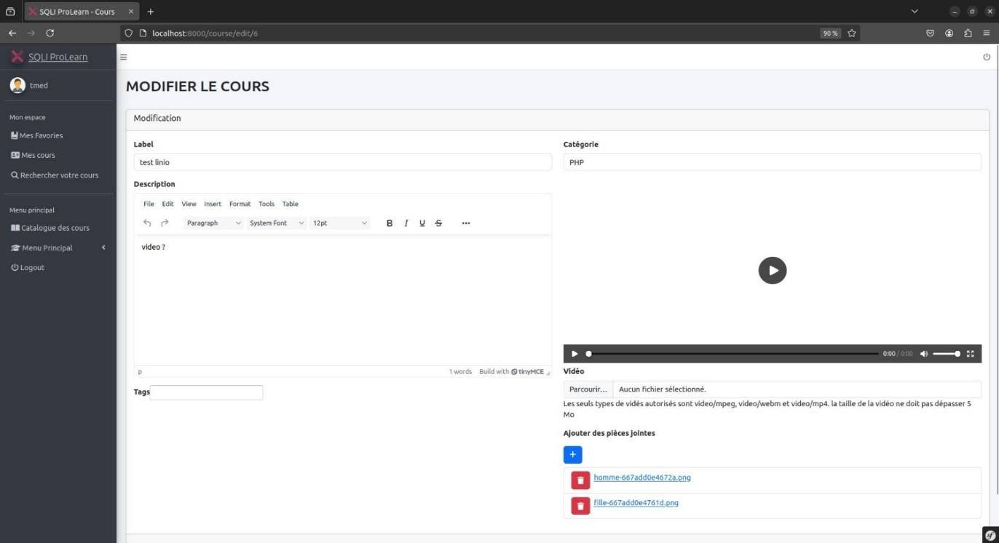 SQLI ProLearn - Cours
localhost:8000/course/edit/6
90 %
SQLI ProLearn
tmed
Mon espace
Mes Favories
Mes cours
Rechercher votre cours
Menu principal
Catalogue des cours
Menu Principal
Logout
MODIFIER LE COURS
Modification
Label
test linio
Description
File Edit View Insert Format Tools Table
Paragraph System Font 12pt B I U S
video ?
p 1 words Build with tinyMCE
Tags
Catégorie
PHP
0:00 / 0:00
Vidéo
Parcourir... Aucun fichier sélectionné.
Les seuls types de vidés autorisés sont video/mpeg, video/webm et video/mp4. la taille de la vidéo ne doit pas dépasser 5
Mo
Ajouter des pièces jointes
+
homme-667add0e4672a.png
fille-667add0e4761d.png